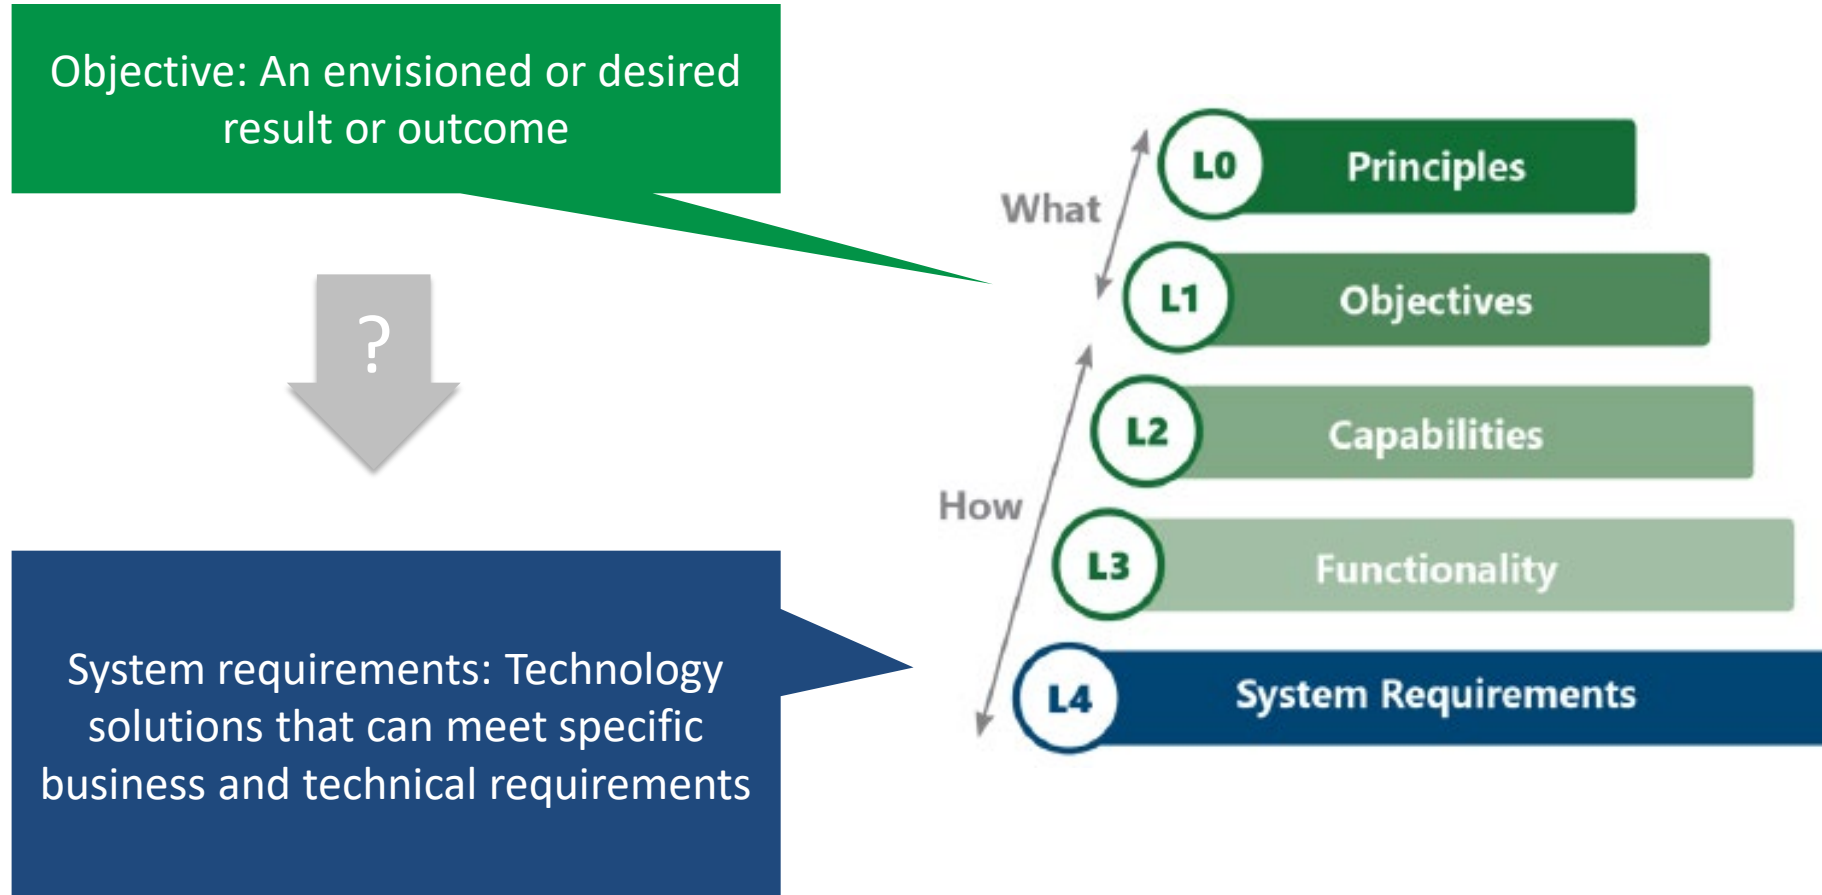 Objective: An envisioned or desired
result or outcome
?
System requirements: Technology
solutions that can meet specific
business and technical requirements
What
How
L0 Principles
L1 Objectives
L2 Capabilities
L3 Functionality
L4 System Requirements